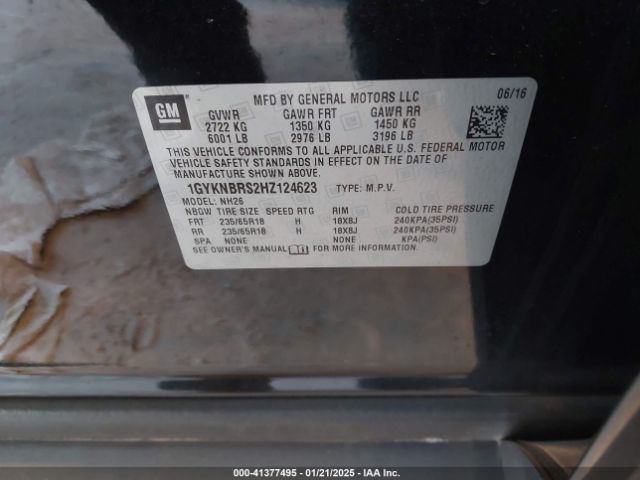 GM
MFD BY GENERAL MOTORS LLC 06/16
GVWR GAWR FRT GAWR RR
2722 KG 1350 KG 1450 KG
6001 LB 2976 LB 3196 LB
THIS VEHICLE CONFORMS TO ALL APPLICABLE U.S. FEDERAL MOTOR
VEHICLE SAFETY STANDARDS IN EFFECT ON THE DATE OF
MANUFACTURE SHOWN ABOVE.
1GYKNBRS2HZ124623 TYPE: M.P.V.
MODEL: NH26
NBGW TIRE SIZE SPEED RTG RIM COLD TIRE PRESSURE
FRT 235/65R18 H 18X8J 240KPA(35PSI)
RR 235/65R18 H 18X8J 240KPA(35PSI)
SPA NONE NONE KPA(PSI)
SEE OWNER'S MANUAL FOR MORE INFORMATION.
000-41377495 - 01/21/2025 - IAA, Inc.